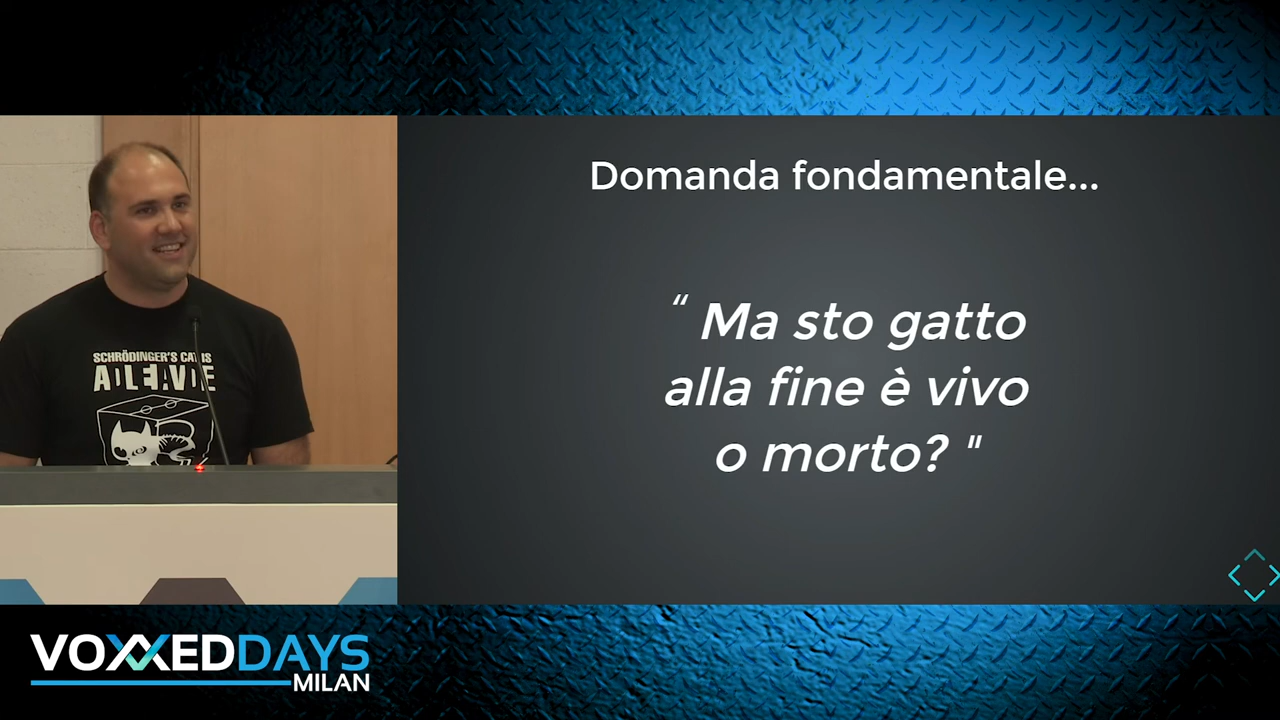 Domanda fondamentale...
“ Ma sto gatto
alla fine è vivo
o morto? "
SCHRÖDINGER'S CAT IS
VOXXEDDAYS
MILAN